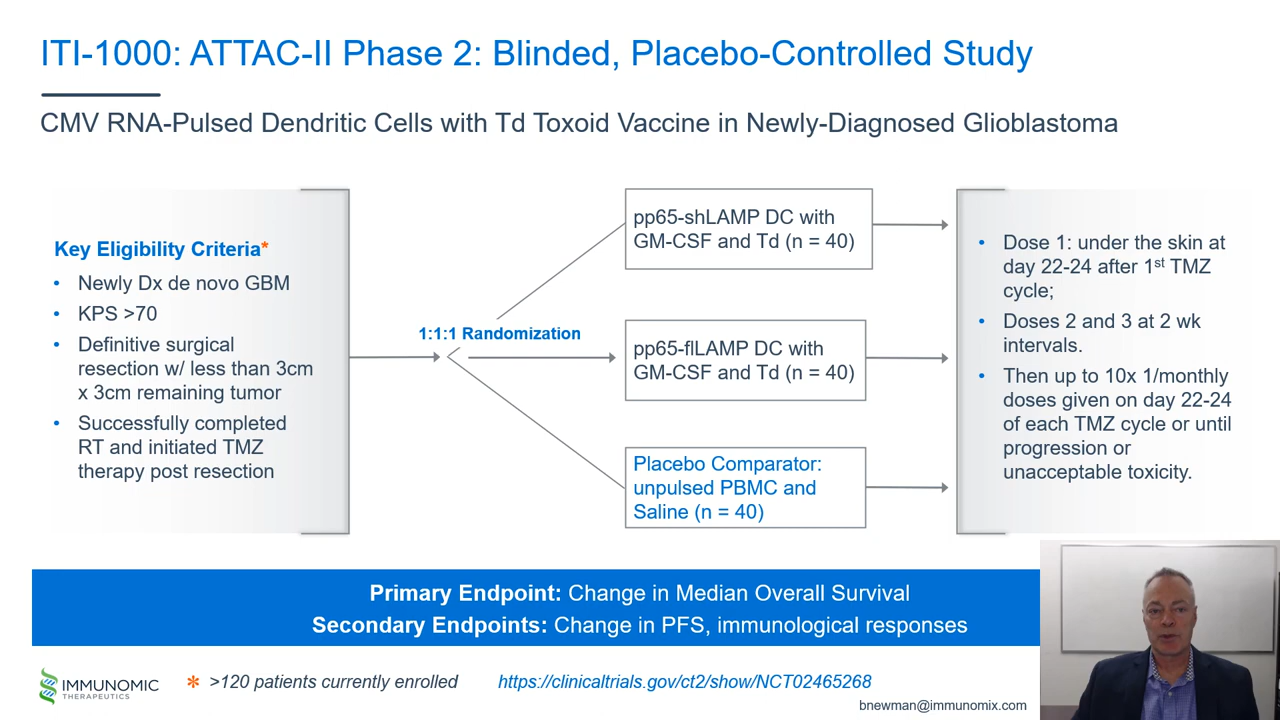 ITI-1000: ATTAC-II Phase 2: Blinded, Placebo-Controlled Study
CMV RNA-Pulsed Dendritic Cells with Td Toxoid Vaccine in Newly-Diagnosed Glioblastoma
Key Eligibility Criteria*
• Newly Dx de novo GBM
• KPS >70
• Definitive surgical
resection w/ less than 3cm
x 3cm remaining tumor
• Successfully completed
RT and initiated TMZ
therapy post resection
1:1:1 Randomization
pp65-shLAMP DC with
GM-CSF and Td (n = 40)
pp65-flLAMP DC with
GM-CSF and Td (n = 40)
Placebo Comparator:
unpulsed PBMC and
Saline (n = 40)
• Dose 1: under the skin at
day 22-24 after 1st TMZ
cycle;
• Doses 2 and 3 at 2 wk
intervals.
• Then up to 10x 1/monthly
doses given on day 22-24
of each TMZ cycle or until
progression or
unacceptable toxicity.
Primary Endpoint: Change in Median Overall Survival
Secondary Endpoints: Change in PFS, immunological responses
IMMUNOMIC
THERAPEUTICS
* >120 patients currently enrolled
https://clinicaltrials.gov/ct2/show/NCT02465268
bnewman@immunomix.com